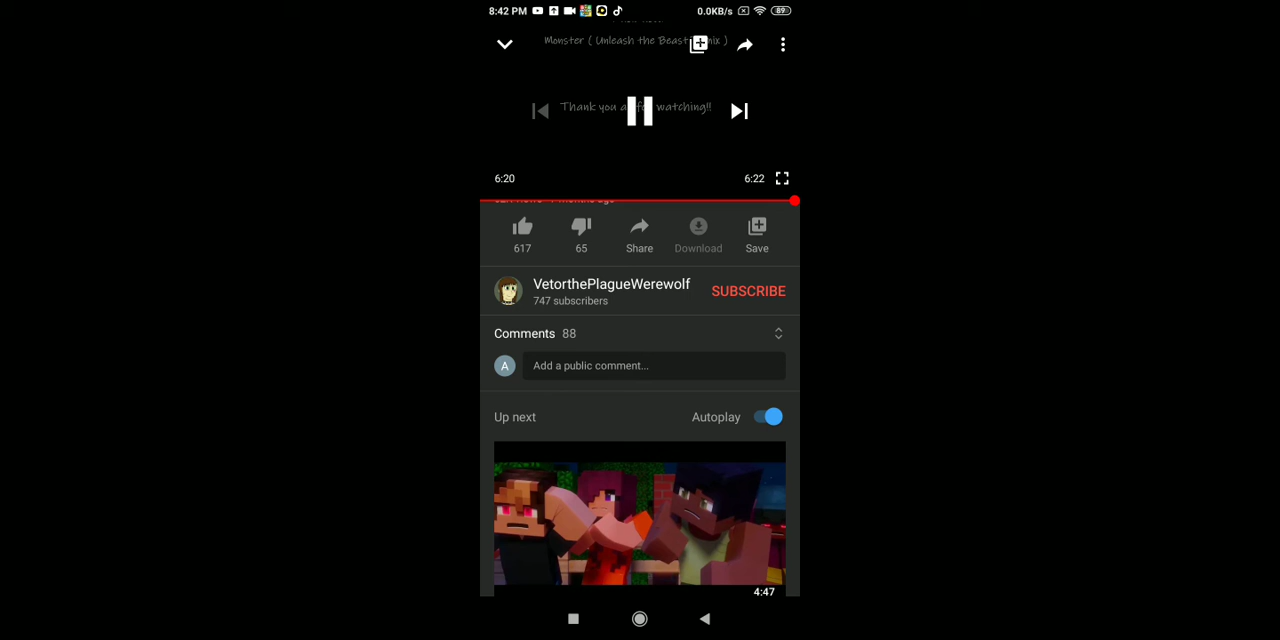 8:42 PM 0.0KB/s 89
Monster ( Unleash the Beast
Thank you watching!!
6:20 6:22
617 65 Share Download Save
VetorthePlagueWerewolf SUBSCRIBE
747 subscribers
Comments 88
A Add a public comment...
Up next Autoplay
4:47